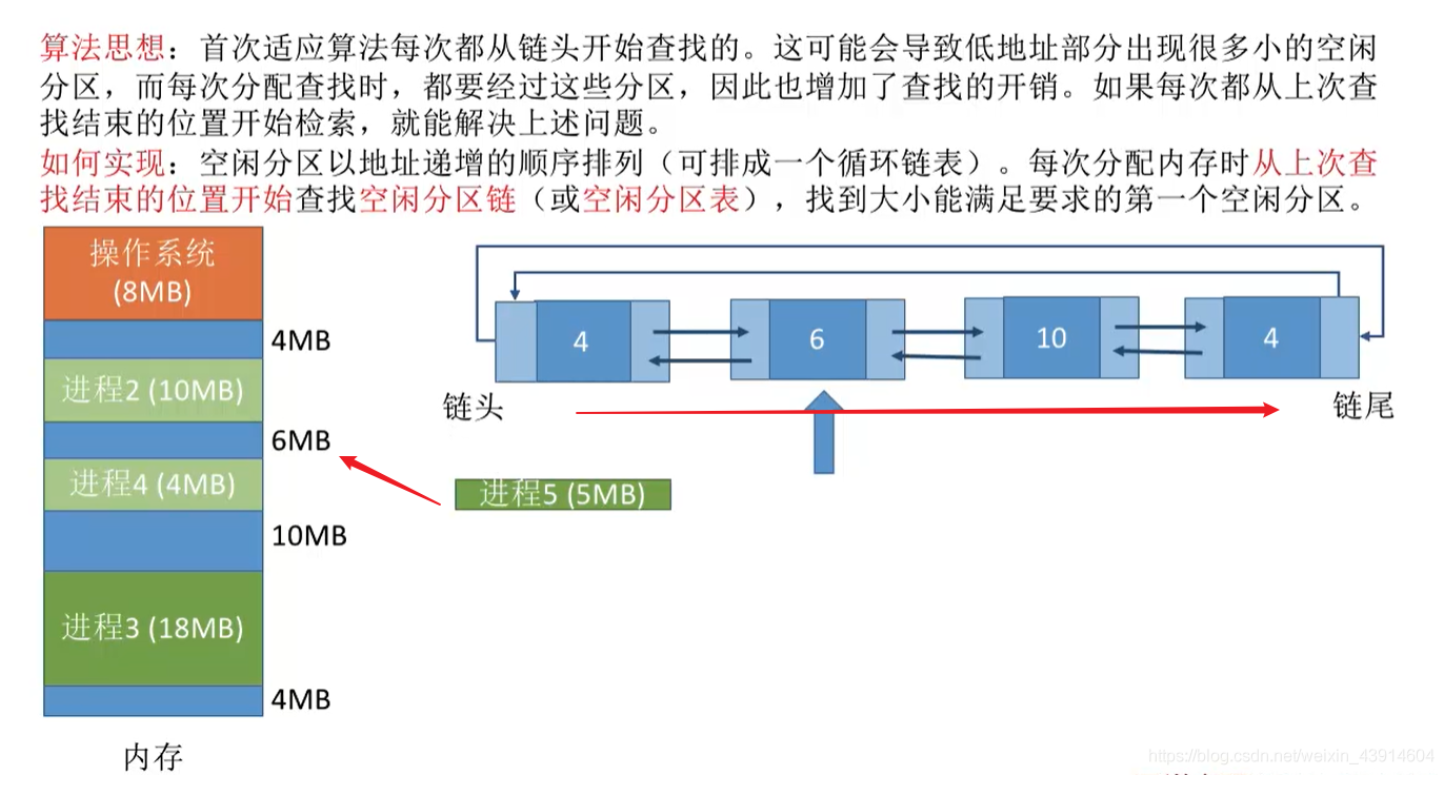 算法思想：首次适应算法每次都从链头开始查找的。这可能会导致低地址部分出现很多小的空闲
分区，而每次分配查找时，都要经过这些分区，因此也增加了查找的开销。如果每次都从上次查
找结束的位置开始检索，就能解决上述问题。
如何实现：空闲分区以地址递增的顺序排列（可排成一个循环链表）。每次分配内存时从上次查
找结束的位置开始查找空闲分区链（或空闲分区表），找到大小能满足要求的第一个空闲分区。
操作系统
(8MB)
4MB
进程2 (10MB)
6MB
进程4 (4MB)
10MB
进程3 (18MB)
4MB
内存
4
6
10
4
链头
链尾
进程5 (5MB)
https://blog.csdn.net/weixin_43914604